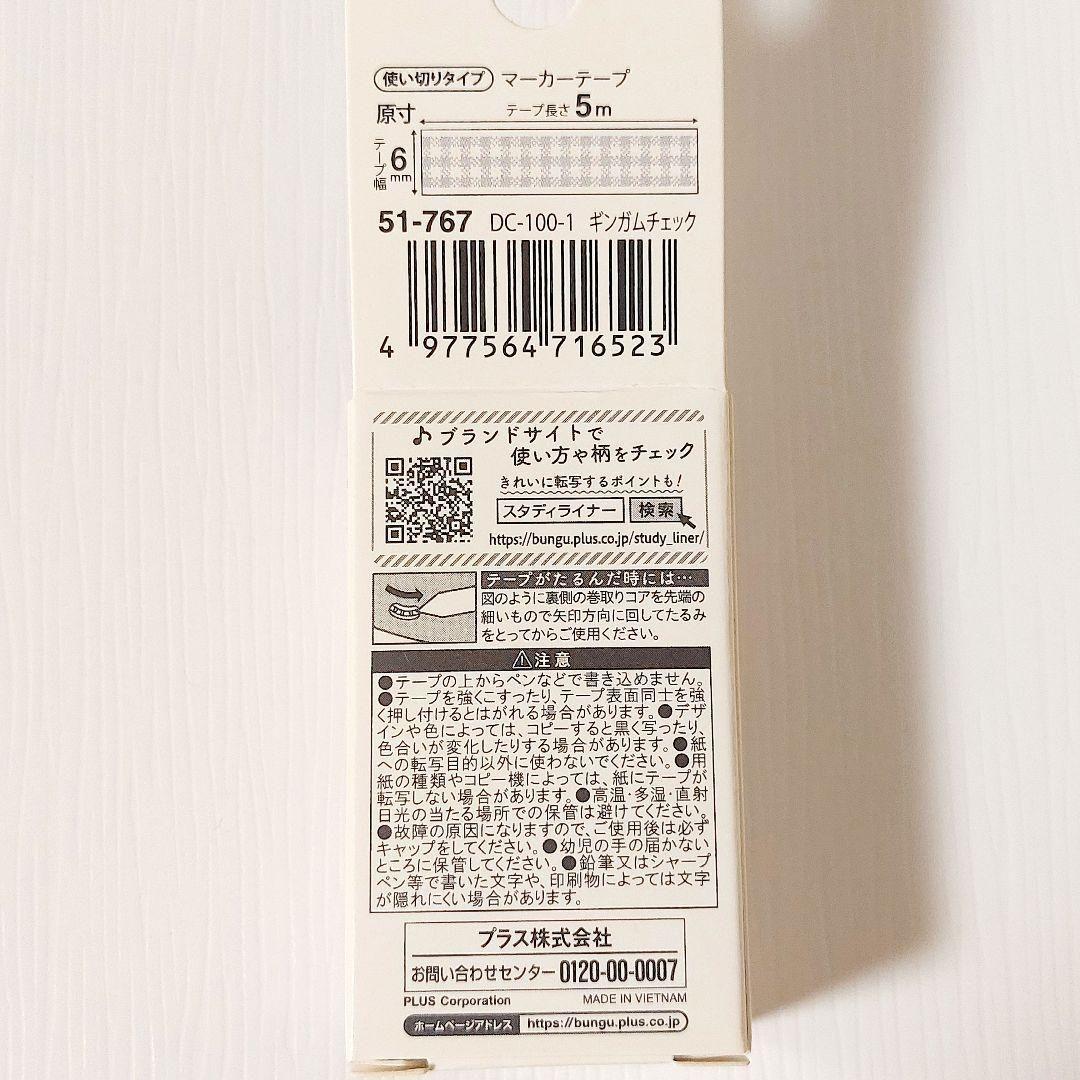 使い切りタイプ マーカーテープ
原寸 テープ長さ 5m
テープ幅 6mm
51-767 DC-100-1 ギンガムチェック
4 977564 716523
♪ブランドサイトで
使い方や柄をチェック
きれいに転写するポイントも!
スタディライナー 検索
https://bungu.plus.co.jp/study_liner/
テープがたるんだ時には…
図のように裏側の巻取りコアを先端の
細いもので矢印方向に回してたるみ
をとってからご使用ください。
⚠注意
●テープの上からペンなどで書き込めません。
●テープを強くこすったり、テープ表面同士を強
く押し付けるとはがれる場合があります。●デザ
インや色によっては、コピーすると黒く写ったり、
色合いが変化したりする場合があります。●紙
への転写目的以外に使わないでください。●用
紙の種類やコピー機によっては、紙にテープが
転写しない場合があります。●高温・多湿・直射
日光の当たる場所での保管は避けてください。
●故障の原因になりますので、ご使用後は必ず
キャップをしてください。●幼児の手の届かない
ところに保管してください。●鉛筆又はシャープ
ペン等で書いた文字や、印刷物によっては文字
が隠れにくい場合があります。
プラス株式会社
お問い合わせセンター 0120-00-0007
PLUS Corporation MADE IN VIETNAM
ホームページアドレス https://bungu.plus.co.jp